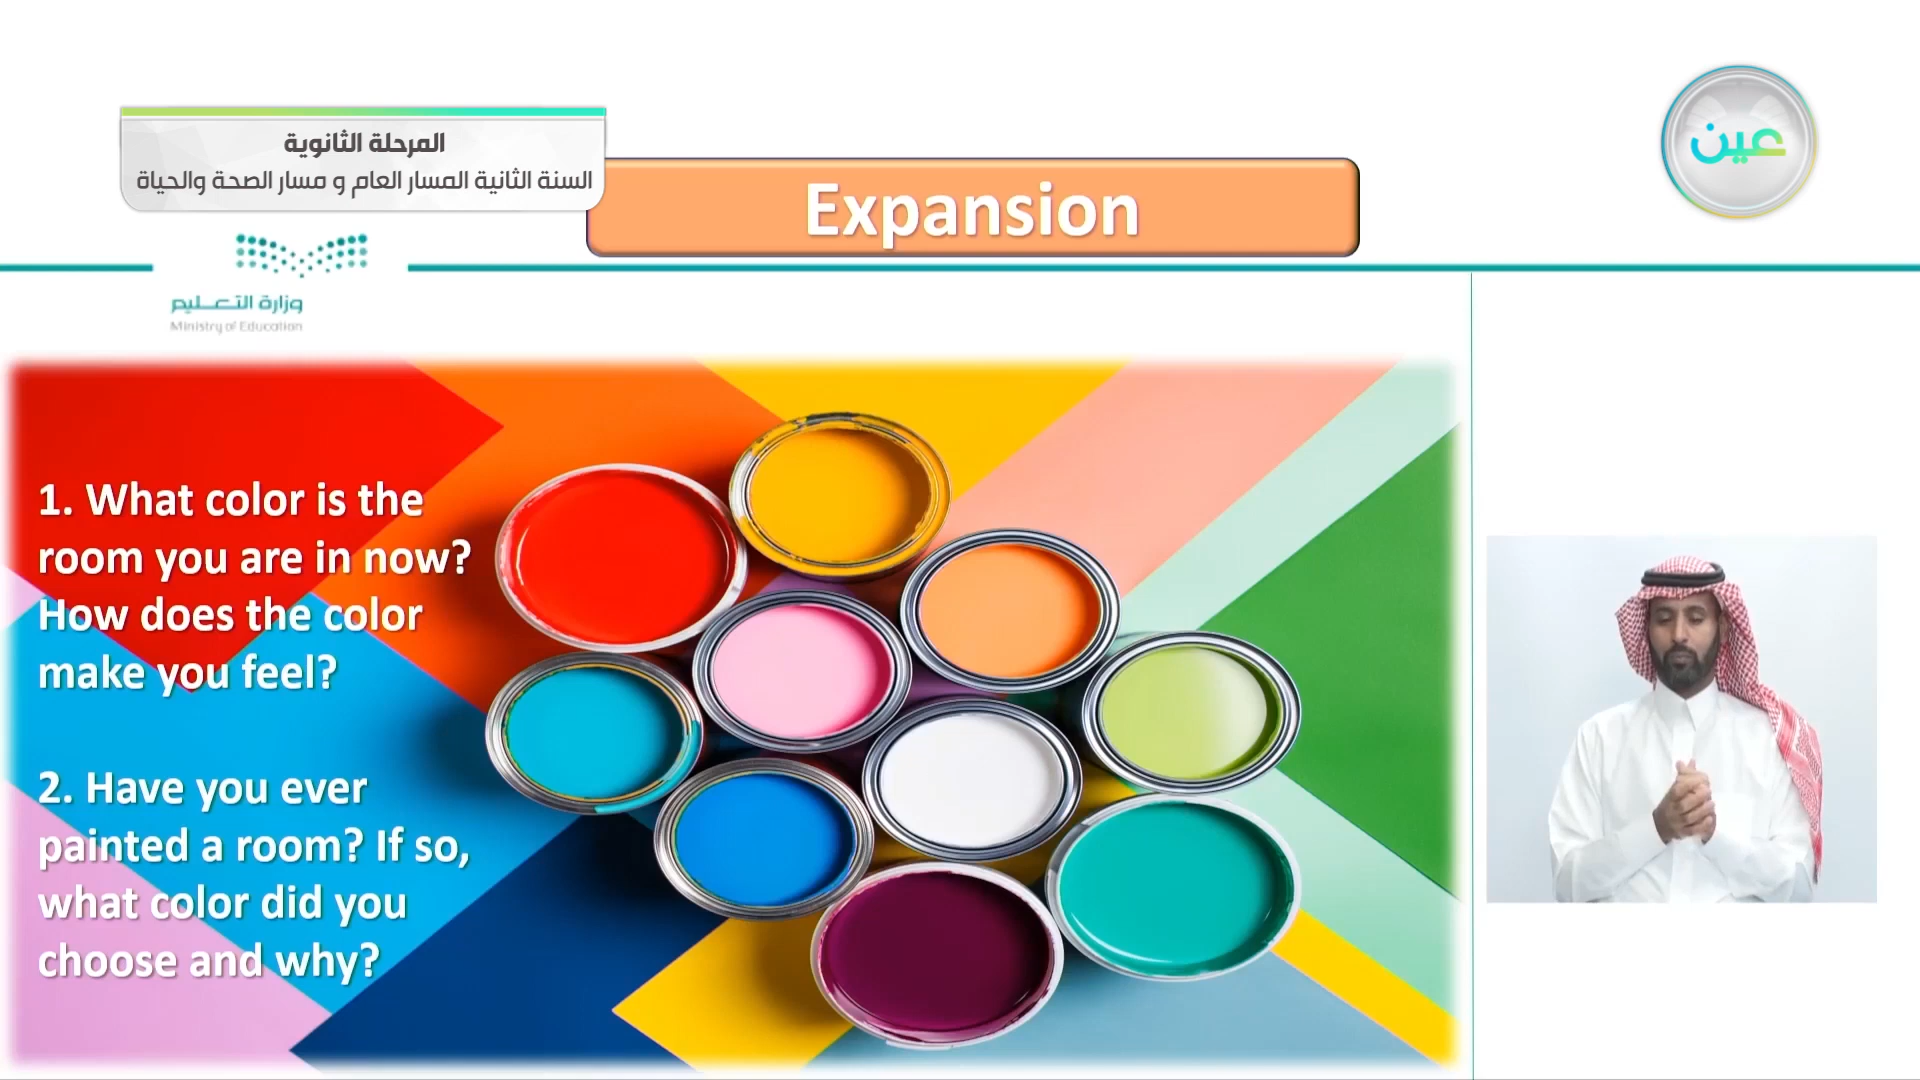 المرحلة الثانوية
السنة الثانية المسار العام و مسار الصحة والحياة
عين
Expansion
وزارة التعليم
Ministry of Education
1. What color is the
room you are in now?
How does the color
make you feel?
2. Have you ever
painted a room? If so,
what color did you
choose and why?